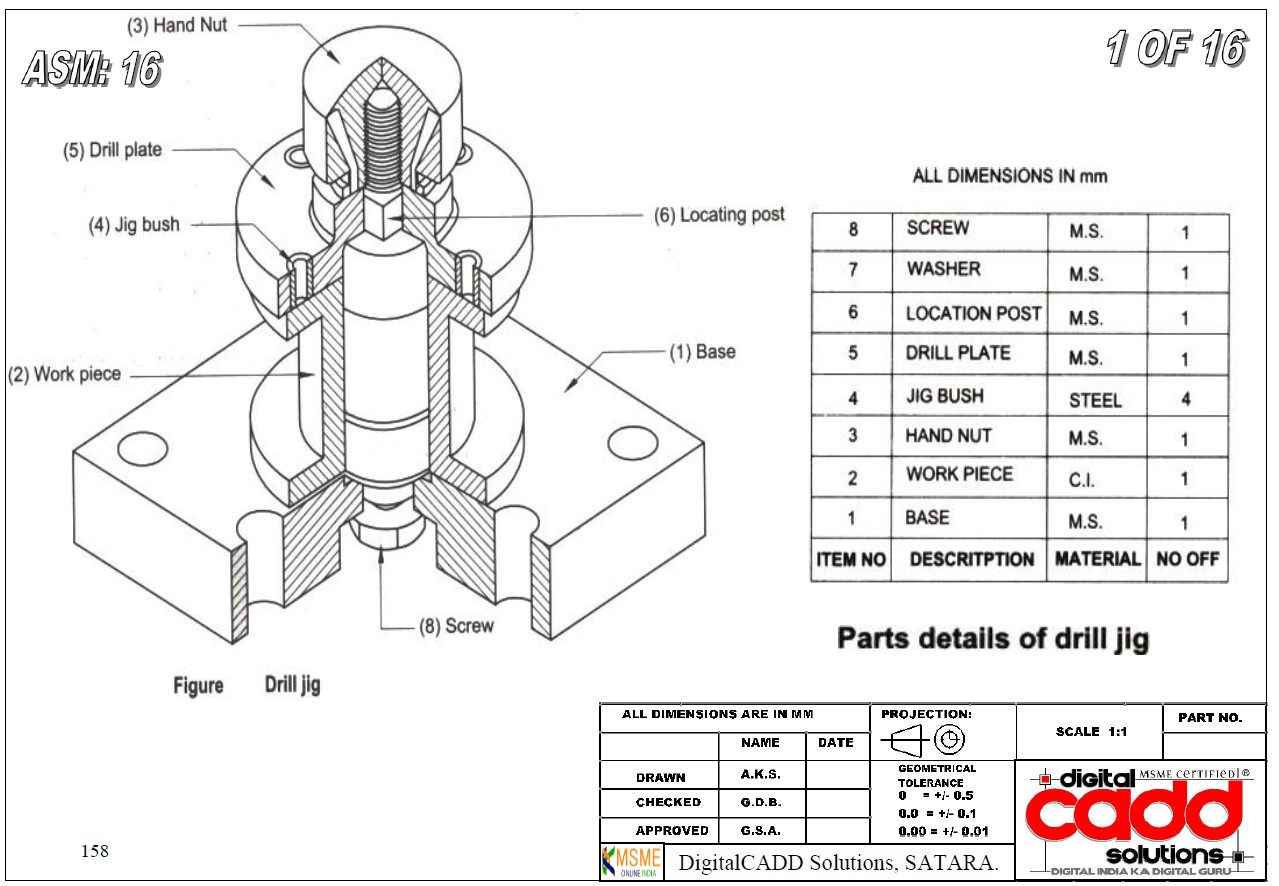 (3) Hand Nut
ASM: 16
1 OF 16
(5) Drill plate
(4) Jig bush
(6) Locating post
(1) Base
(2) Work piece
(8) Screw
Figure Drill jig
ALL DIMENSIONS IN mm
8 SCREW M.S. 1
7 WASHER M.S. 1
6 LOCATION POST M.S. 1
5 DRILL PLATE M.S. 1
4 JIG BUSH STEEL 4
3 HAND NUT M.S. 1
2 WORK PIECE C.I. 1
1 BASE M.S. 1
ITEM NO DESCRITPTION MATERIAL NO OFF
Parts details of drill jig
ALL DIMENSIONS ARE IN MM
NAME DATE
DRAWN A.K.S.
CHECKED G.D.B.
APPROVED G.S.A.
PROJECTION:
GEOMETRICAL
TOLERANCE
0 = +/- 0.5
0.0 = +/- 0.1
0.00 = +/- 0.01
SCALE 1:1
PART NO.
MSME
ONLINE INDIA
DigitalCADD Solutions, SATARA.
digital MSME CERTIFIED! ®
cadd
solutions
DIGITAL INDIA KA DIGITAL GURU
158